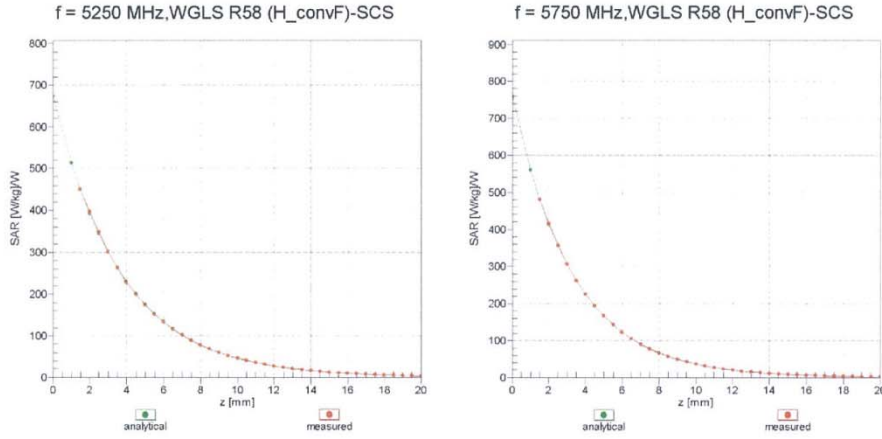 f = 5250 MHz,WGLS R58 (H_convF)-SCS
800
700
600
500
400
300
200
100
0
SAR [W/kg]/W
0 2 4 6 8 10 12 14 16 18 20
z [mm]
analytical measured
f = 5750 MHz,WGLS R58 (H_convF)-SCS
900
800
700
600
500
400
300
200
100
0
SAR [W/kg]/W
0 2 4 6 8 10 12 14 16 18 20
z [mm]
analytical measured